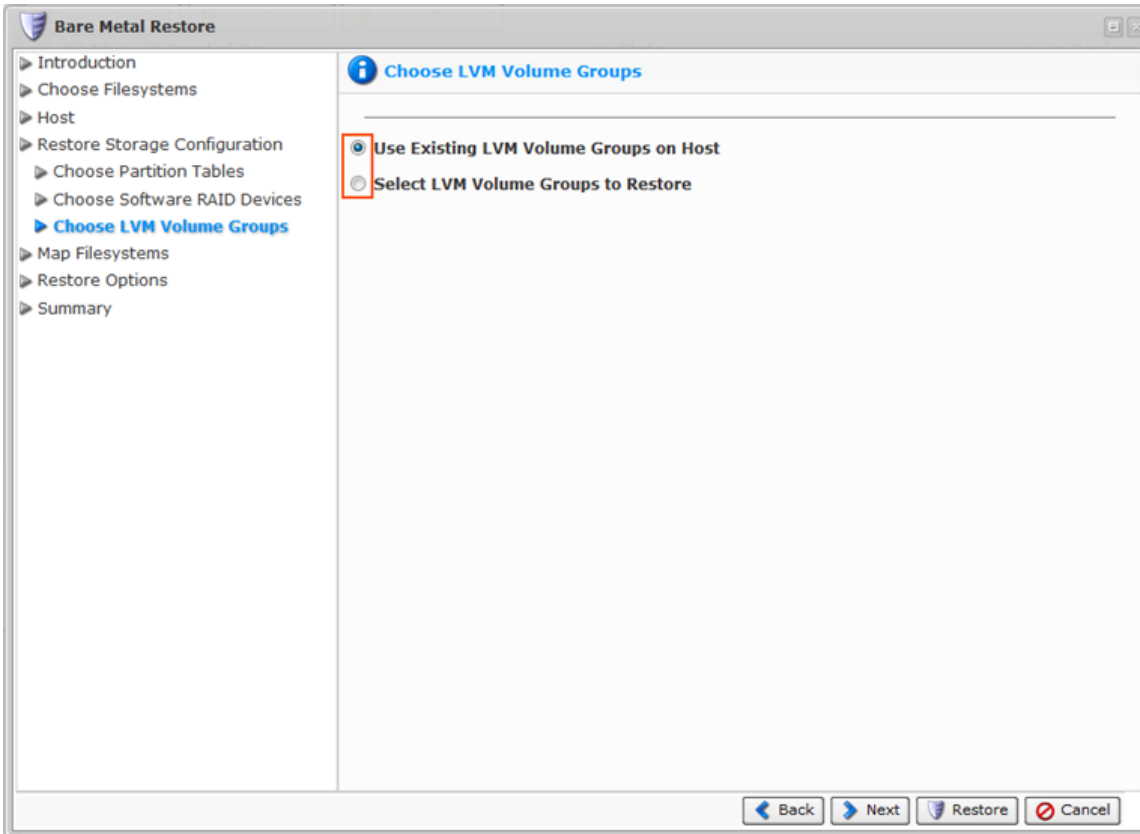 Bare Metal Restore
Introduction
Choose Filesystems
Host
Restore Storage Configuration
Choose Partition Tables
Choose Software RAID Devices
Choose LVM Volume Groups
Map Filesystems
Restore Options
Summary
Choose LVM Volume Groups
Use Existing LVM Volume Groups on Host
Select LVM Volume Groups to Restore
Back Next Restore Cancel